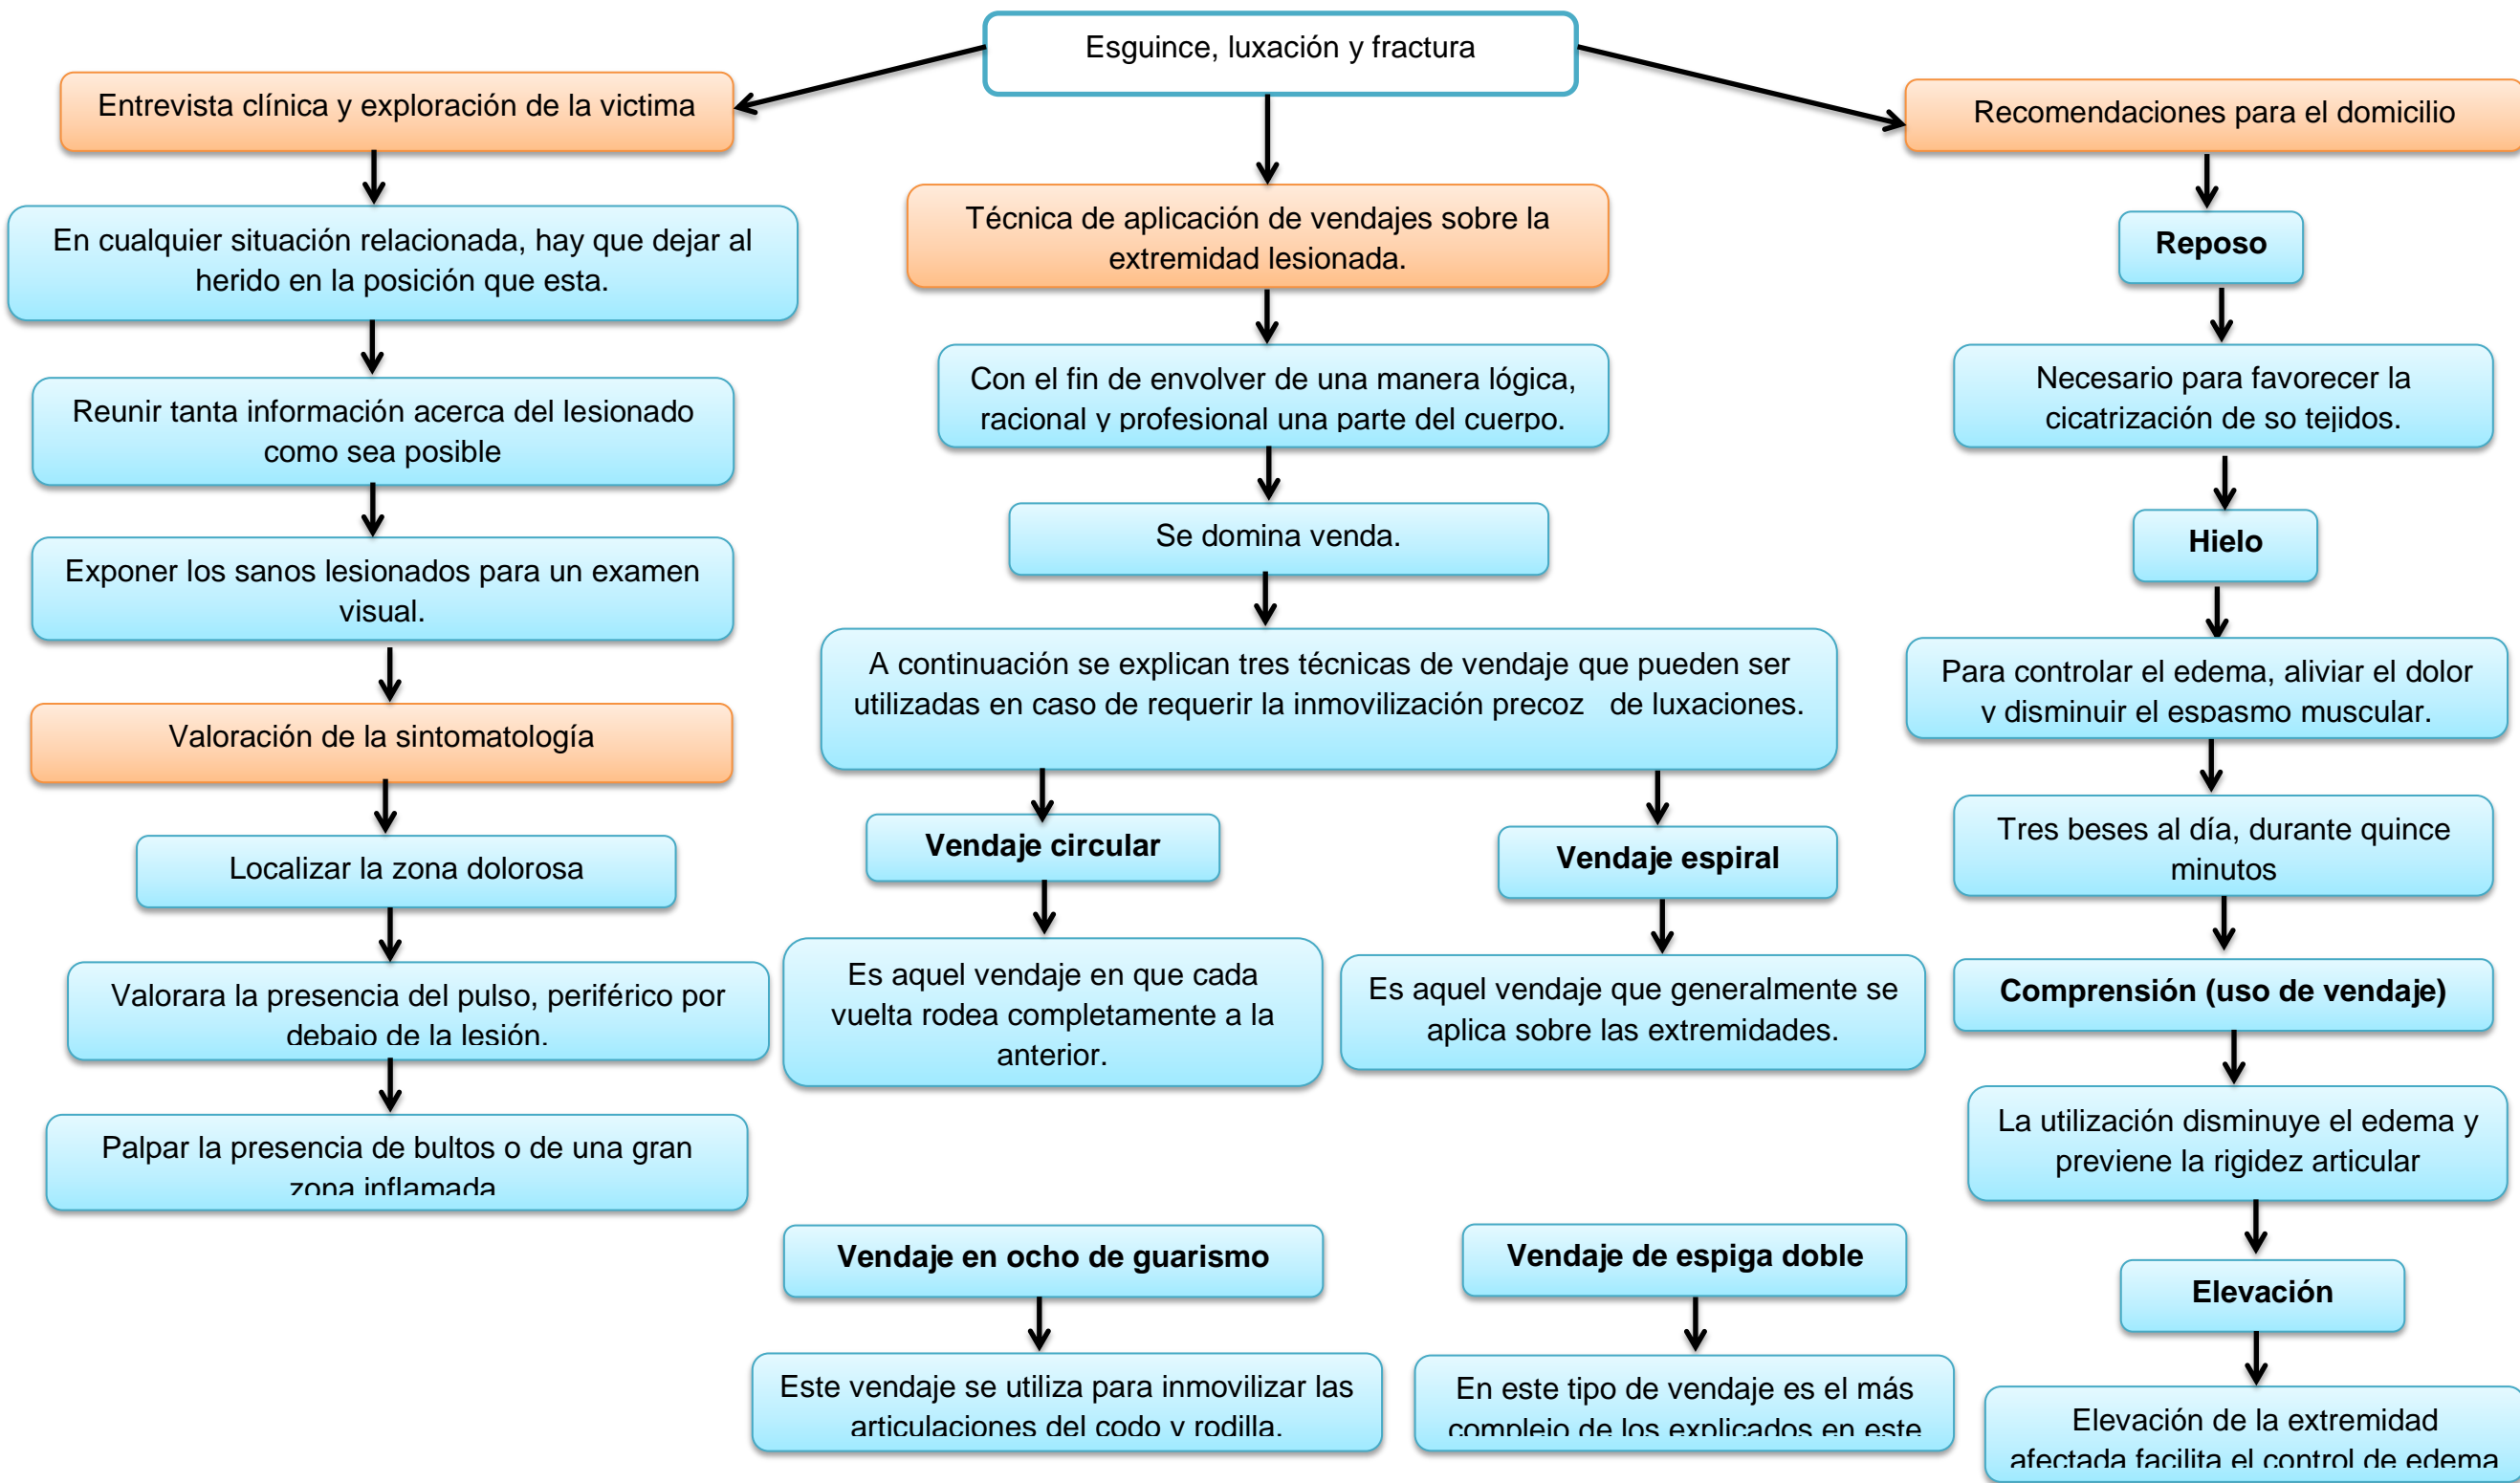 Esguince, luxación y fractura
Entrevista clínica y exploración de la victima
En cualquier situación relacionada, hay que dejar al
herido en la posición que esta.
Reunir tanta información acerca del lesionado
como sea posible
Exponer los sanos lesionados para un examen
visual.
Valoración de la sintomatología
Localizar la zona dolorosa
Valorara la presencia del pulso, periférico por
debajo de la lesión.
Palpar la presencia de bultos o de una gran
zona inflamada
Técnica de aplicación de vendajes sobre la
extremidad lesionada.
Con el fin de envolver de una manera lógica,
racional y profesional una parte del cuerpo.
Se domina venda.
A continuación se explican tres técnicas de vendaje que pueden ser
utilizadas en caso de requerir la inmovilización precoz de luxaciones.
Vendaje circular
Es aquel vendaje en que cada
vuelta rodea completamente a la
anterior.
Vendaje espiral
Es aquel vendaje que generalmente se
aplica sobre las extremidades.
Vendaje en ocho de guarismo
Este vendaje se utiliza para inmovilizar las
articulaciones del codo y rodilla.
Vendaje de espiga doble
En este tipo de vendaje es el más
complejo de los explicados en este
Recomendaciones para el domicilio
Reposo
Necesario para favorecer la
cicatrización de so tejidos.
Hielo
Para controlar el edema, aliviar el dolor
y disminuir el espasmo muscular.
Tres beses al día, durante quince
minutos
Comprensión (uso de vendaje)
La utilización disminuye el edema y
previene la rigidez articular
Elevación
Elevación de la extremidad
afectada facilita el control de edema